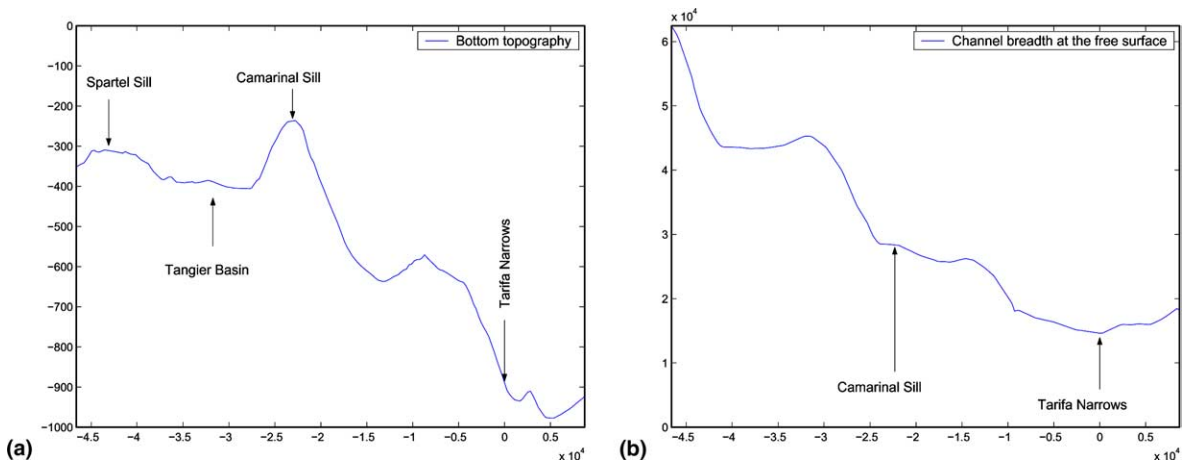 0
-100
-200
-300
-400
-500
-600
-700
-800
-900
-1000
Bottom topography
Spartel Sill
Camarinal Sill
Tangier Basin
Tarifa Narrows
-4.5 -4 -3.5 -3 -2.5 -2 -1.5 -1 -0.5 0 0.5
x 10^4
(a)
x 10^4
6
5
4
3
2
1
0
Channel breadth at the free surface
Camarinal Sill
Tarifa Narrows
-4.5 -4 -3.5 -3 -2.5 -2 -1.5 -1 -0.5 0 0.5
x 10^4
(b)